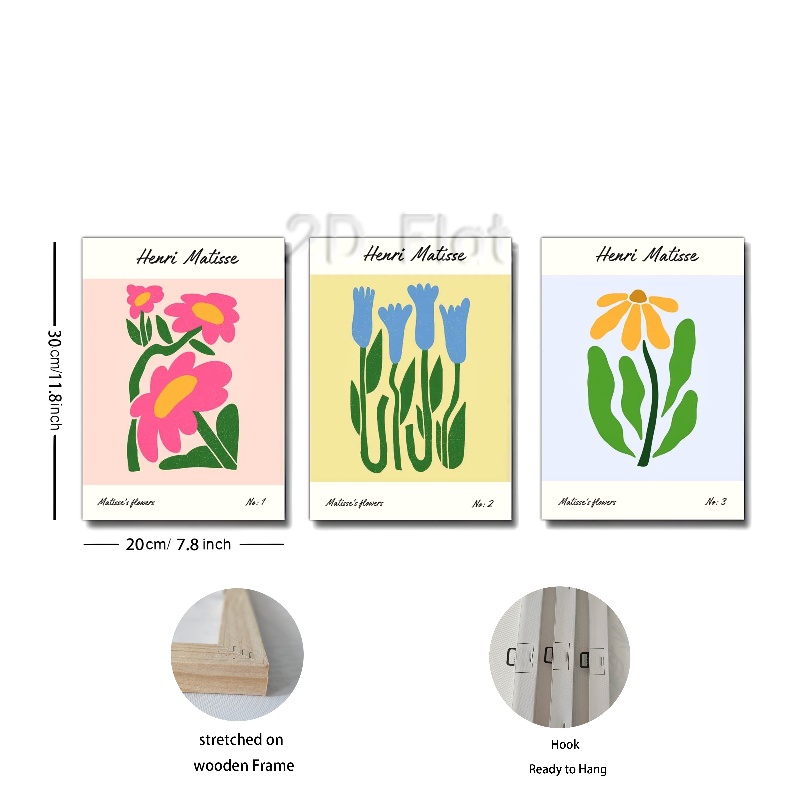 2D Flat
Henri Matisse
Henri Matisse
Henri Matisse
30cm/11.8inch
Matisse's flowers
No: 1
Matisse's flowers
No: 2
Matisse's flowers
No: 3
20cm/ 7.8 inch
stretched on
wooden Frame
Hook
Ready to Hang